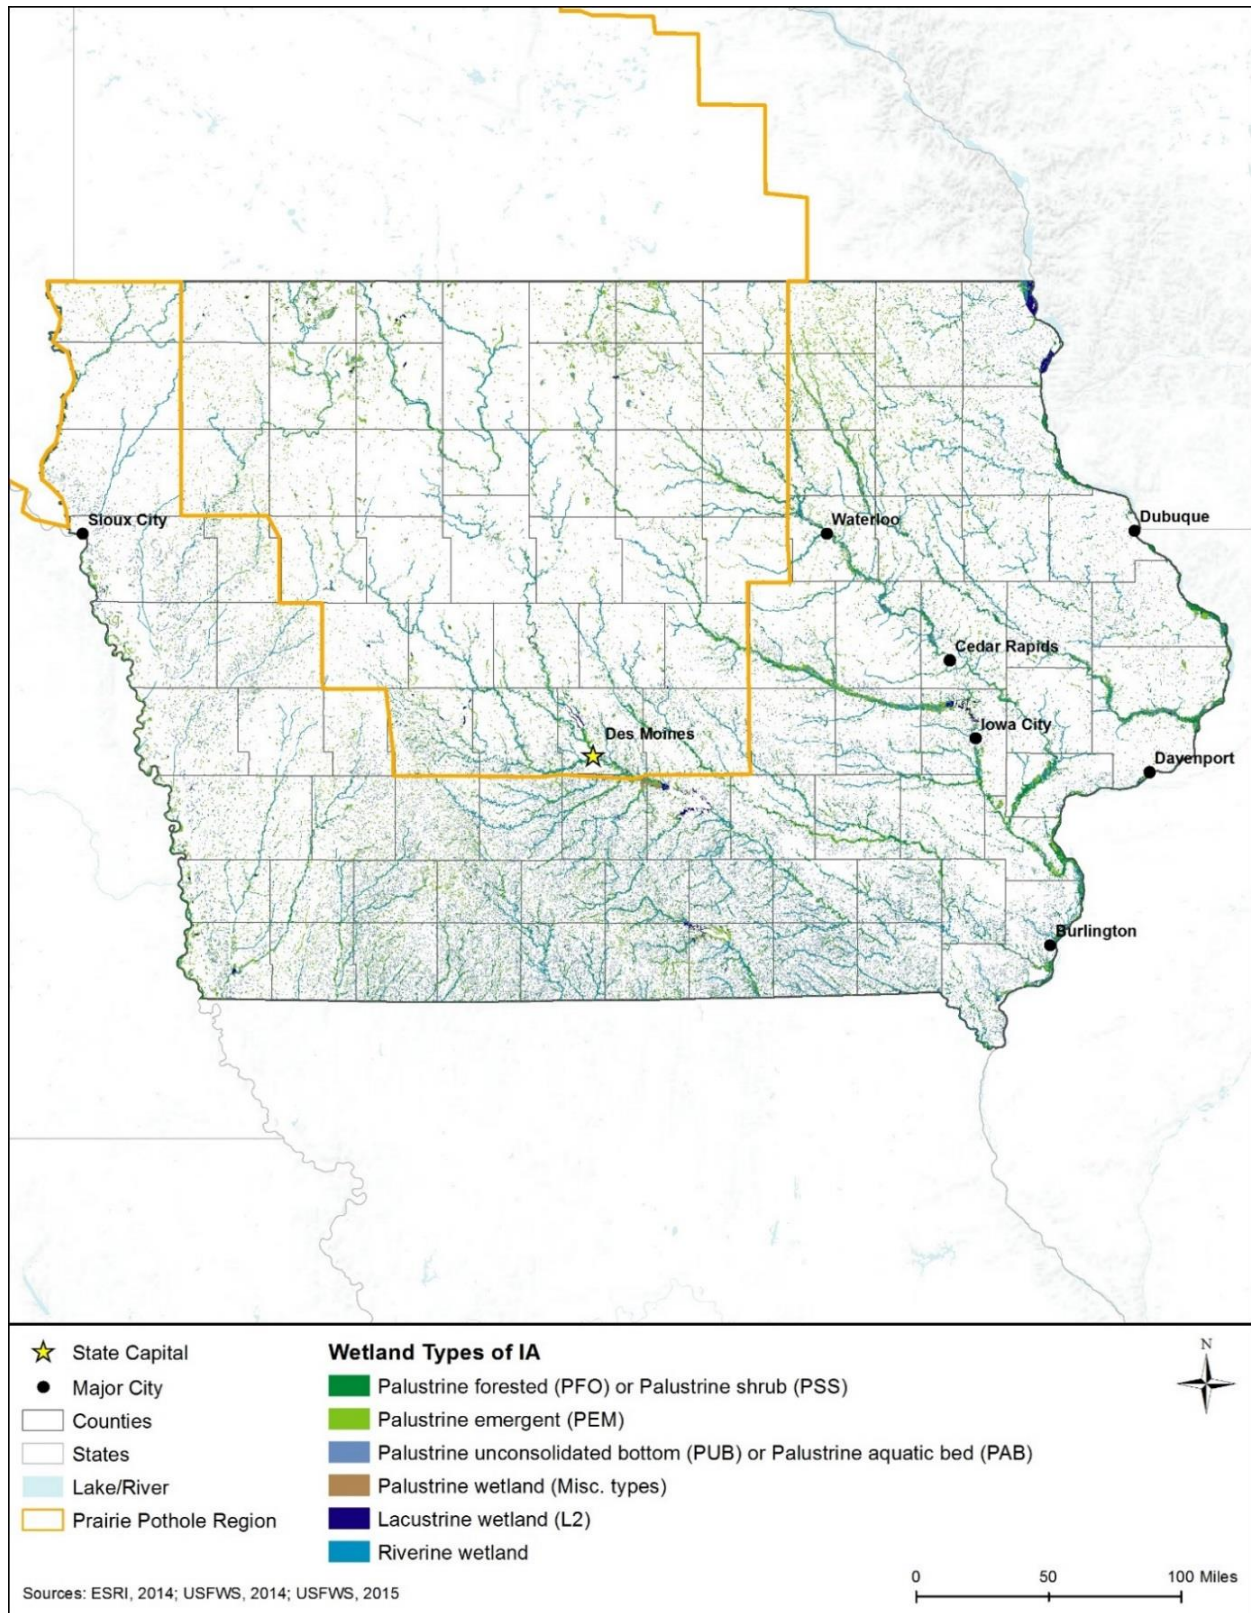 Sioux City
Waterloo
Dubuque
Cedar Rapids
Iowa City
Des Moines
Davenport
Burlington
State Capital
Major City
Counties
States
Lake/River
Prairie Pothole Region
Wetland Types of IA
Palustrine forested (PFO) or Palustrine shrub (PSS)
Palustrine emergent (PEM)
Palustrine unconsolidated bottom (PUB) or Palustrine aquatic bed (PAB)
Palustrine wetland (Misc. types)
Lacustrine wetland (L2)
Riverine wetland
N
0 50 100 Miles
Sources: ESRI, 2014; USFWS, 2014; USFWS, 2015